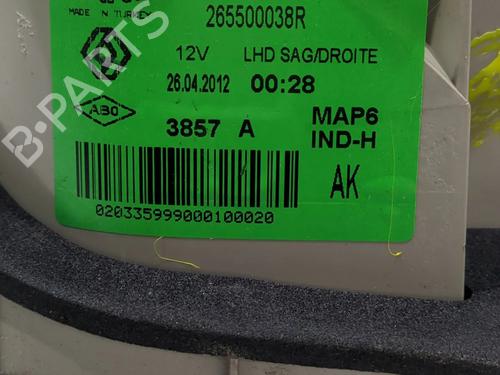 MADE IN TURKEY
265500038R
12V LHD SAG/DROITE
26.04.2012 00:28
ABO
3857 A
MAP6
IND-H
AK
020335999000100020
B-PARTS